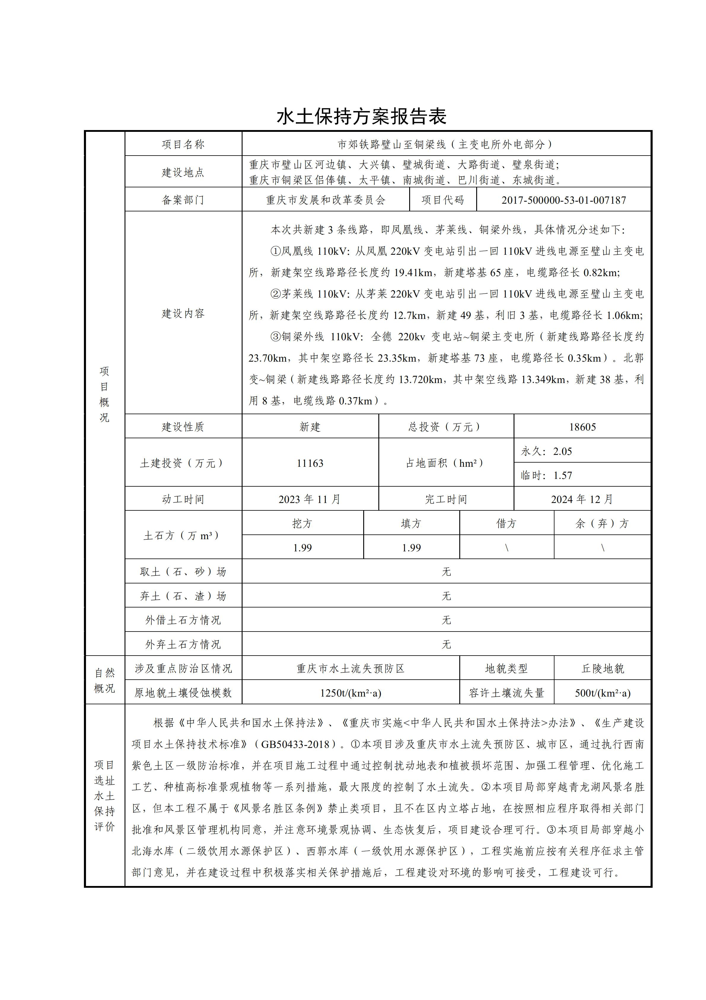 水土保持方案报告表
项目概况
项目名称
市郊铁路璧山至铜梁线（主变电所外电部分）
建设地点
重庆市璧山区河边镇、大兴镇、璧城街道、大路街道、璧泉街道；
重庆市铜梁区侣俸镇、太平镇、南城街道、巴川街道、东城街道。
备案部门
重庆市发展和改革委员会
项目代码
2017-500000-53-01-007187
建设内容
本次共新建 3 条线路，即凤凰线、茅莱线、铜梁外线，具体情况分述如下：
①凤凰线 110kV：从凤凰 220kV 变电站引出一回 110kV 进线电源至璧山主变电
所，新建架空线路路径长度约 19.41km，新建塔基 65 座，电缆路径长 0.82km;
②茅莱线 110kV：从茅莱 220kV 变电站引出一回 110kV 进线电源至璧山主变电
所，新建架空线路路径长度约 12.7km，新建 49 基，利旧 3 基，电缆路径长 1.06km;
③铜梁外线 110kV：全德 220kv 变电站~铜梁主变电所（新建线路路径长度约
23.70km，其中架空路径长 23.35km，新建塔基 73 座，电缆路径长 0.35km）。北郭
变~铜梁（新建线路路径长度约 13.720km，其中架空线路 13.349km，新建 38 基，利
用 8 基，电缆线路 0.37km）。
建设性质
新建
总投资（万元）
18605
土建投资（万元）
11163
占地面积（hm²）
永久：2.05
临时：1.57
动工时间
2023 年 11 月
完工时间
2024 年 12 月
土石方（万 m³）
挖方
填方
借方
余（弃）方
1.99
1.99
\
\
取土（石、砂）场
无
弃土（石、渣）场
无
外借土石方情况
无
外弃土石方情况
无
自然
概况
涉及重点防治区情况
重庆市水土流失预防区
地貌类型
丘陵地貌
原地貌土壤侵蚀模数
1250t/(km²·a)
容许土壤流失量
500t/(km²·a)
项目
选址
水土
保持
评价
根据《中华人民共和国水土保持法》、《重庆市实施<中华人民共和国水土保持法>办法》、《生产建设
项目水土保持技术标准》（GB50433-2018）。①本项目涉及重庆市水土流失预防区、城市区，通过执行西南
紫色土区一级防治标准，并在项目施工过程中通过控制扰动地表和植被损坏范围、加强工程管理、优化施工
工艺、种植高标准景观植物等一系列措施，最大限度的控制了水土流失。②本项目局部穿越青龙湖风景名胜
区，但本工程不属于《风景名胜区条例》禁止类项目，且不在区内立塔占地，在按照相应程序取得相关部门
批准和风景区管理机构同意，并注意环境景观协调、生态恢复后，项目建设合理可行。③本项目局部穿越小
北海水库（二级饮用水源保护区）、西郭水库（一级饮用水源保护区），工程实施前应按有关程序征求主管
部门意见，并在建设过程中积极落实相关保护措施后，工程建设对环境的影响可接受，工程建设可行。